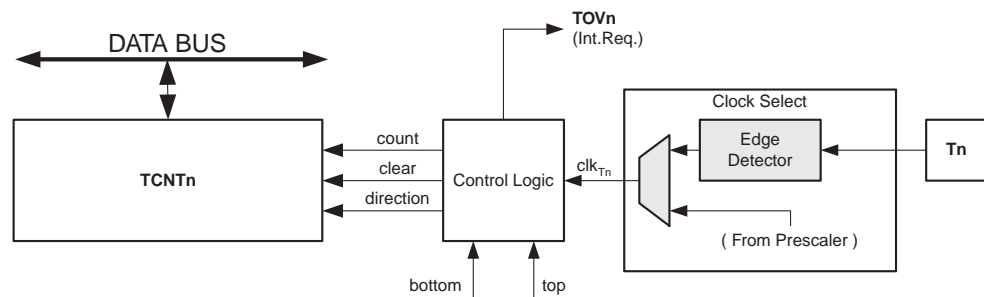 TOVn
(Int.Req.)
DATA BUS
Clock Select
count
Edge
Detector
Tn
TCNTn
clear
Control Logic
clkTn
direction
( From Prescaler )
bottom
top